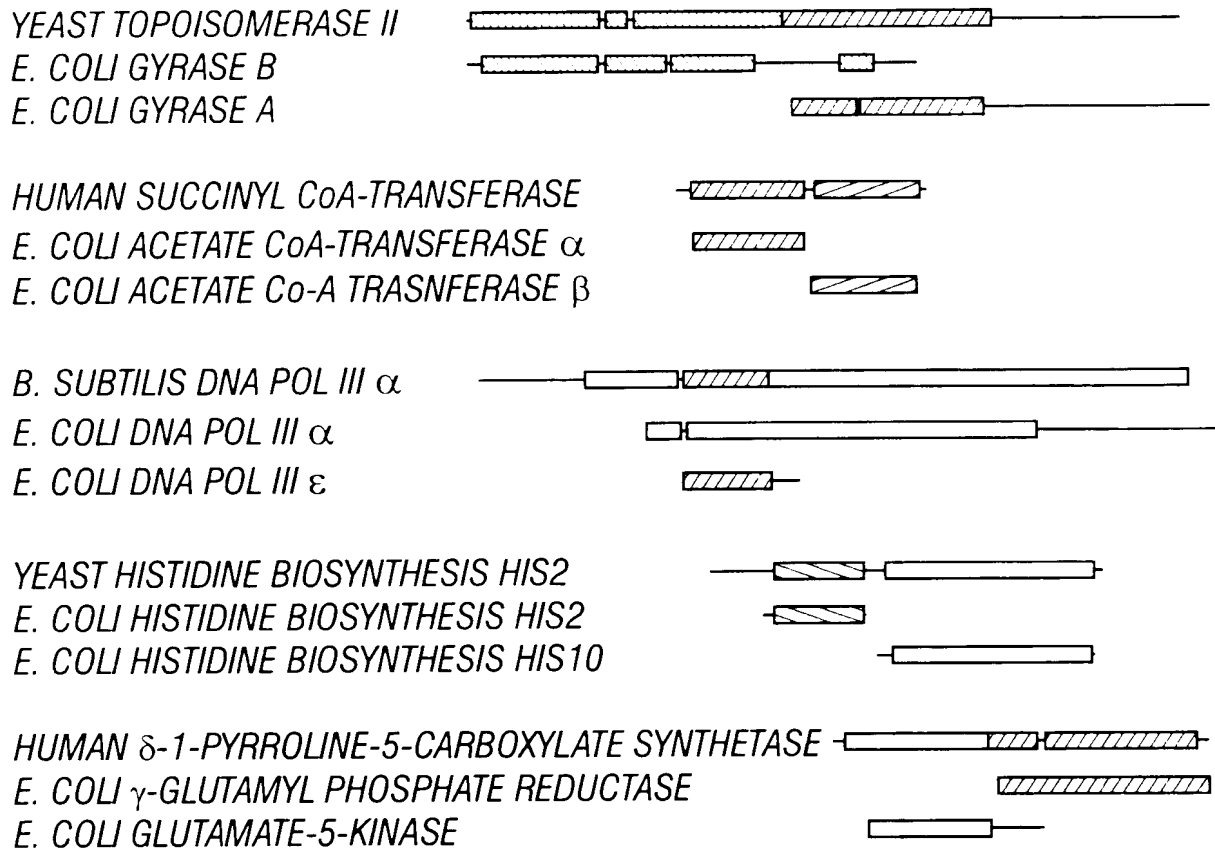 YEAST TOPOISOMERASE II
E. COLI GYRASE B
E. COLI GYRASE A
HUMAN SUCCINYL CoA-TRANSFERASE
E. COLI ACETATE CoA-TRANSFERASE α
E. COLI ACETATE Co-A TRASNFERASE β
B. SUBTILIS DNA POL III α
E. COLI DNA POL III α
E. COLI DNA POL III ε
YEAST HISTIDINE BIOSYNTHESIS HIS2
E. COLI HISTIDINE BIOSYNTHESIS HIS2
E. COLI HISTIDINE BIOSYNTHESIS HIS10
HUMAN δ-1-PYRROLINE-5-CARBOXYLATE SYNTHETASE
E. COLI γ-GLUTAMYL PHOSPHATE REDUCTASE
E. COLI GLUTAMATE-5-KINASE